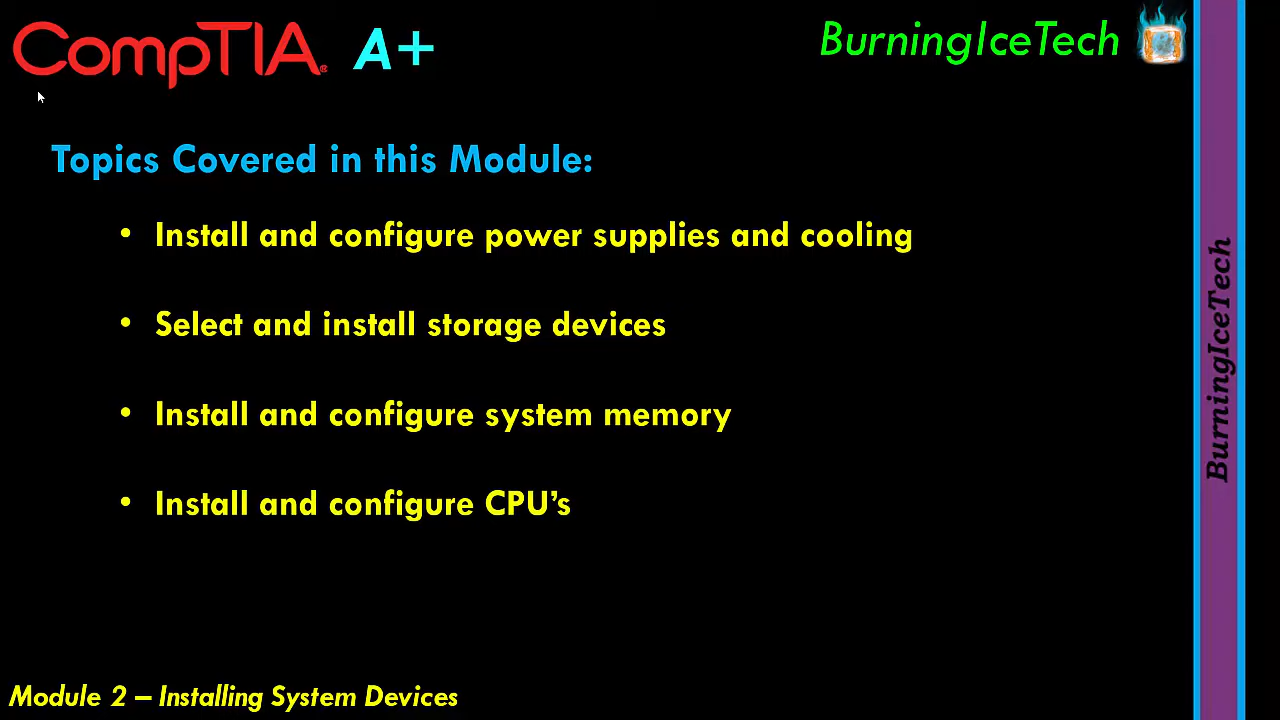 CompTIA® A+
BurningIceTech
Topics Covered in this Module:
• Install and configure power supplies and cooling
• Select and install storage devices
• Install and configure system memory
• Install and configure CPU’s
BurningIceTech
Module 2 – Installing System Devices